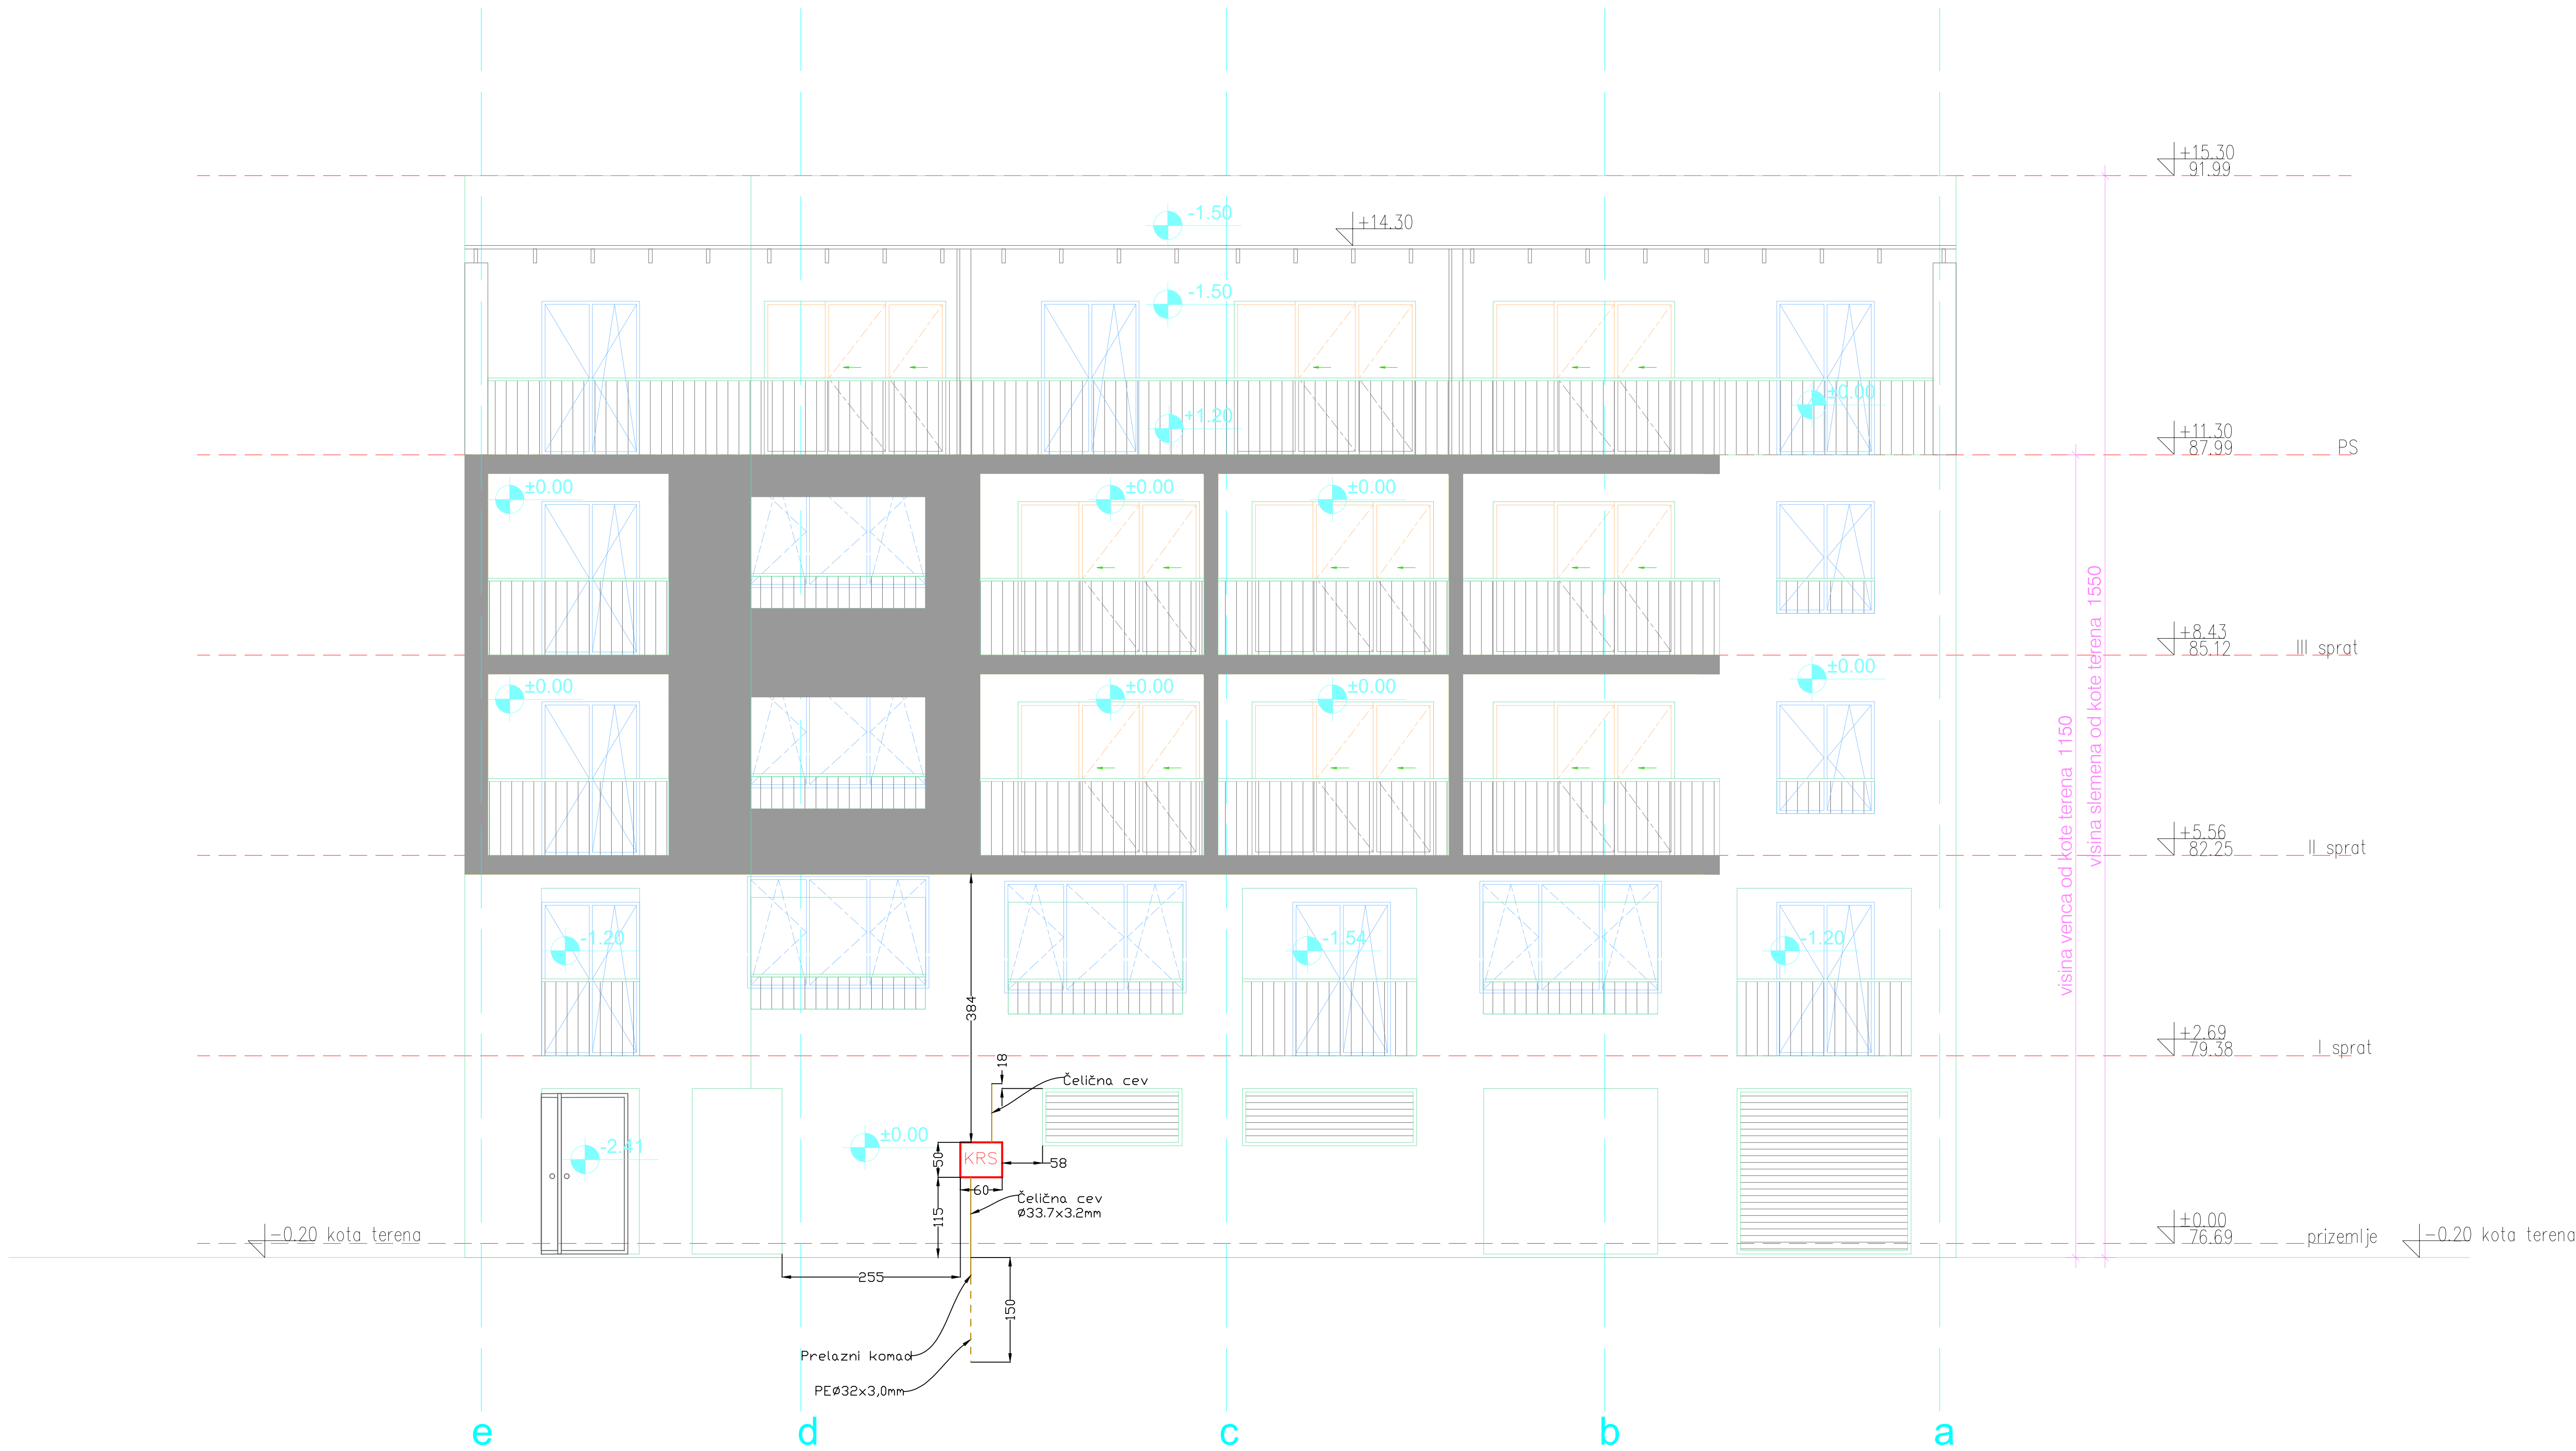 +15.30
91.99
-1.50
+14.30
-1.50
±0.00
+1.20
+11.30
87.99
PS
±0.00
±0.00
±0.00
+8.43
85.12
III sprat
visina slemena od kote terena 1550
±0.00
±0.00
±0.00
±0.00
visina venca od kote terena 1150
+5.56
82.25
II sprat
-1.20
-1.54
-1.20
384
+2.69
79.38
I sprat
18
Čelična cev
±0.00
-2.41
50
KRS
58
60
Čelična cev
Ø33.7x3.2mm
115
-0.20 kota terena
±0.00
76.69
prizemlje
-0.20 kota terena
255
150
Prelazni komad
PEØ32x3,0mm
e
d
c
b
a